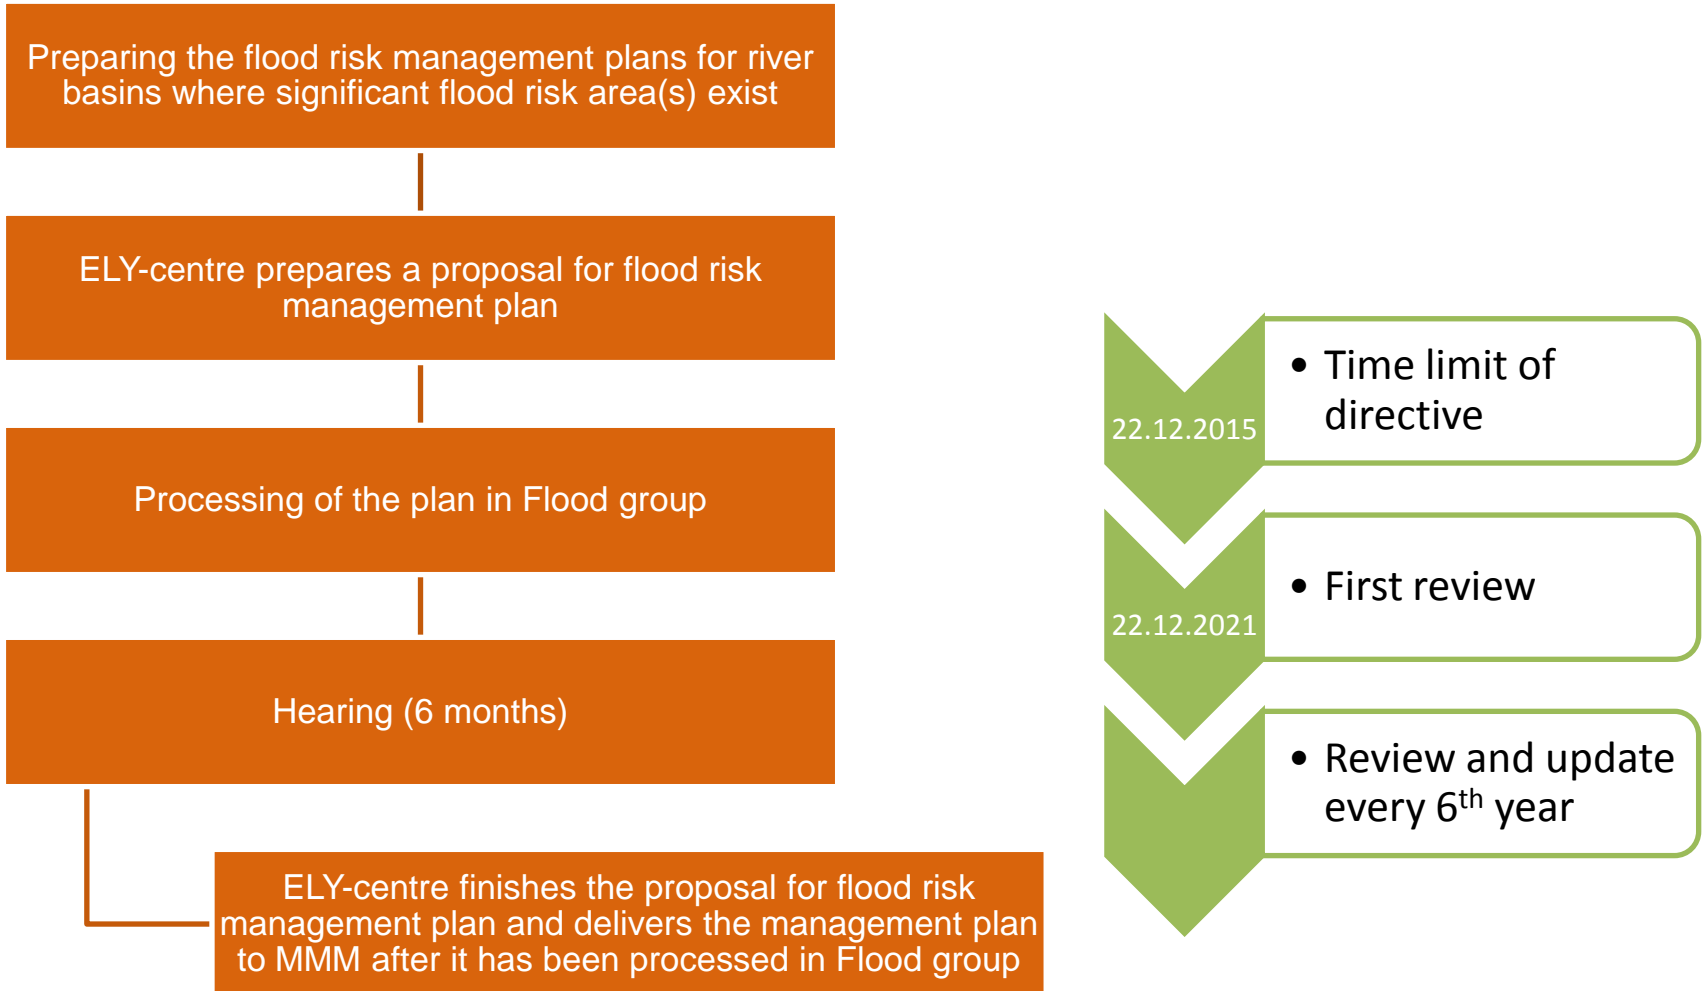 Preparing the flood risk management plans for river
basins where significant flood risk area(s) exist
ELY-centre prepares a proposal for flood risk
management plan
Processing of the plan in Flood group
Hearing (6 months)
ELY-centre finishes the proposal for flood risk
management plan and delivers the management plan
to MMM after it has been processed in Flood group
22.12.2015
• Time limit of
directive
22.12.2021
• First review
• Review and update
every 6th year